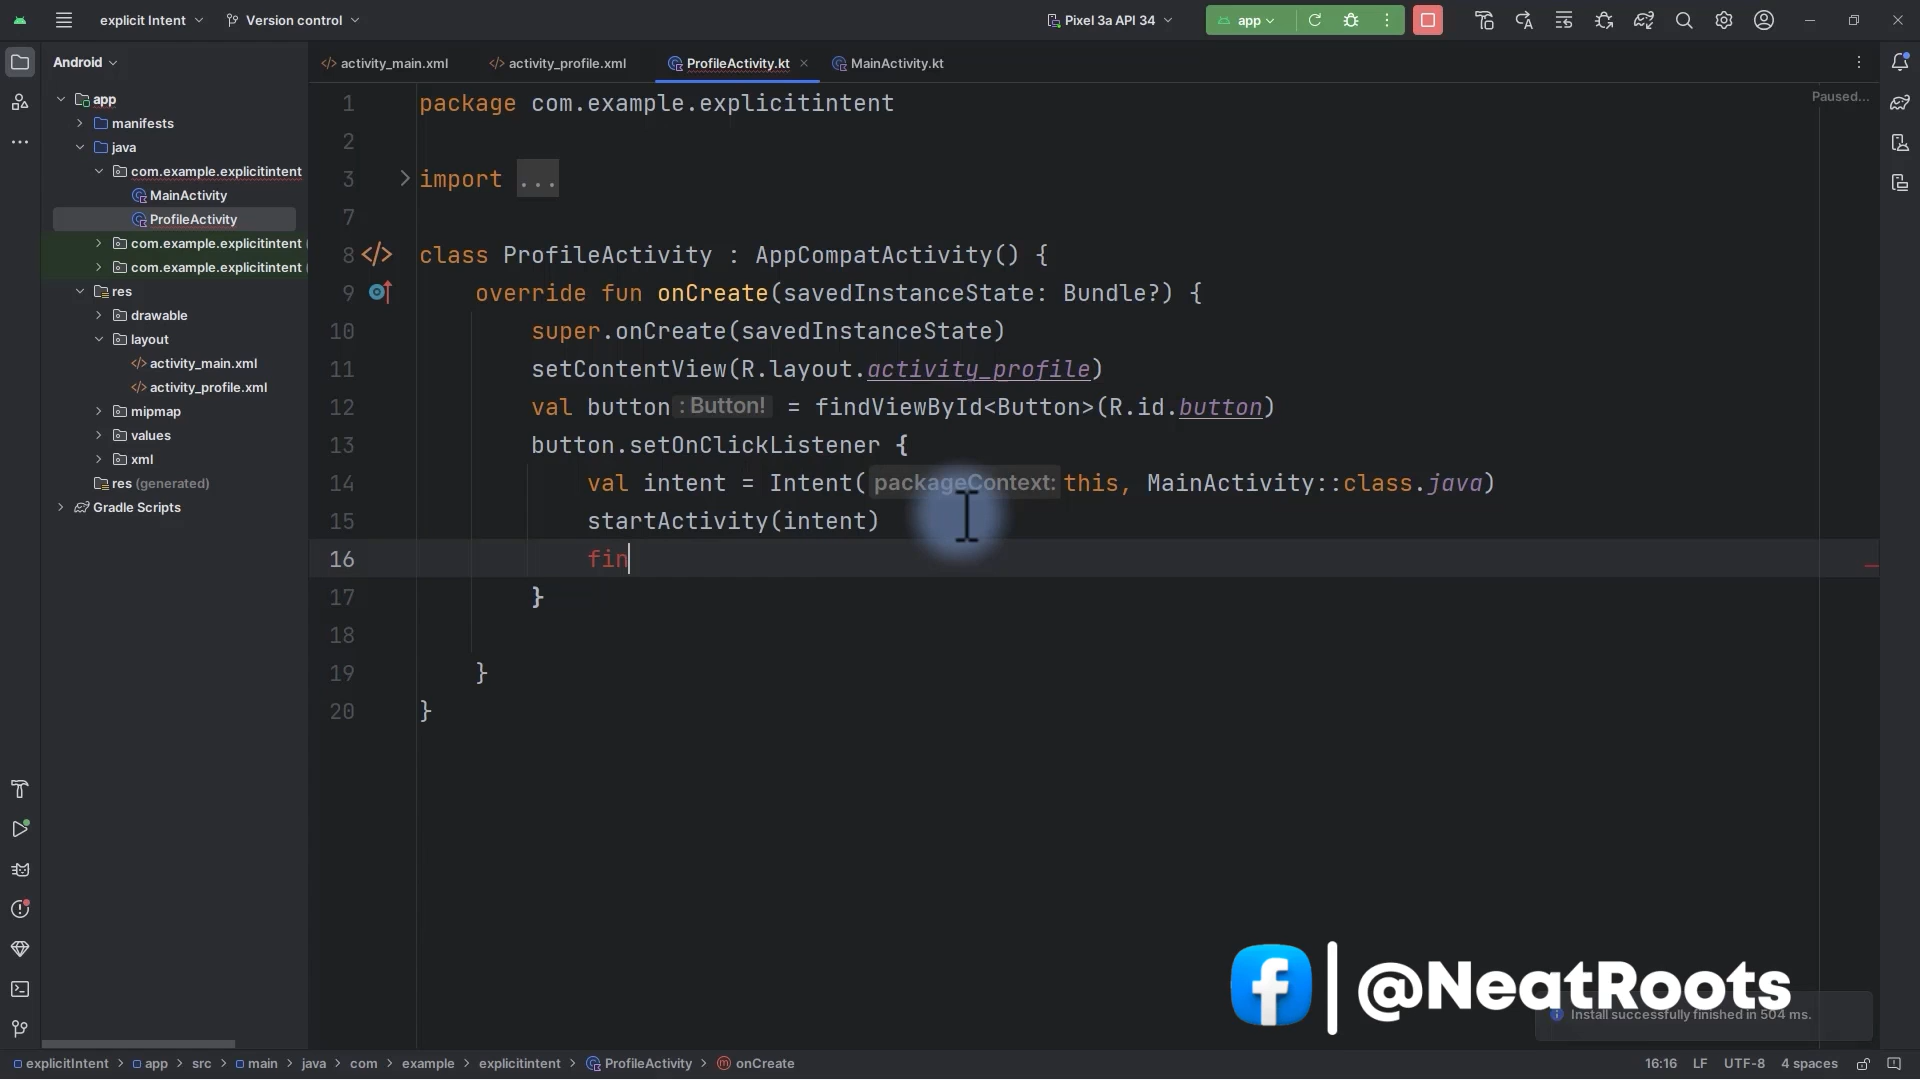 explicit Intent
Version control
Pixel 3a API 34
app
Android
activity_main.xml
activity_profile.xml
ProfileActivity.kt
MainActivity.kt
app
manifests
java
com.example.explicitintent
MainActivity
ProfileActivity
com.example.explicitintent
com.example.explicitintent
res
drawable
layout
activity_main.xml
activity_profile.xml
mipmap
values
xml
res (generated)
Gradle Scripts
Paused...
1 package com.example.explicitintent
2
3 import ...
7
8 class ProfileActivity : AppCompatActivity() {
9 override fun onCreate(savedInstanceState: Bundle?) {
10 super.onCreate(savedInstanceState)
11 setContentView(R.layout.activity_profile)
12 val button : Button! = findViewById<Button>(R.id.button)
13 button.setOnClickListener {
14 val intent = Intent( packageContext: this, MainActivity::class.java)
15 startActivity(intent)
16 fin
17 }
18
19 }
20 }
f | @NeatRoots
Install successfully finished in 504 ms.
explicitIntent > app > src > main > java > com > example > explicitintent > ProfileActivity > onCreate
16:16 LF UTF-8 4 spaces